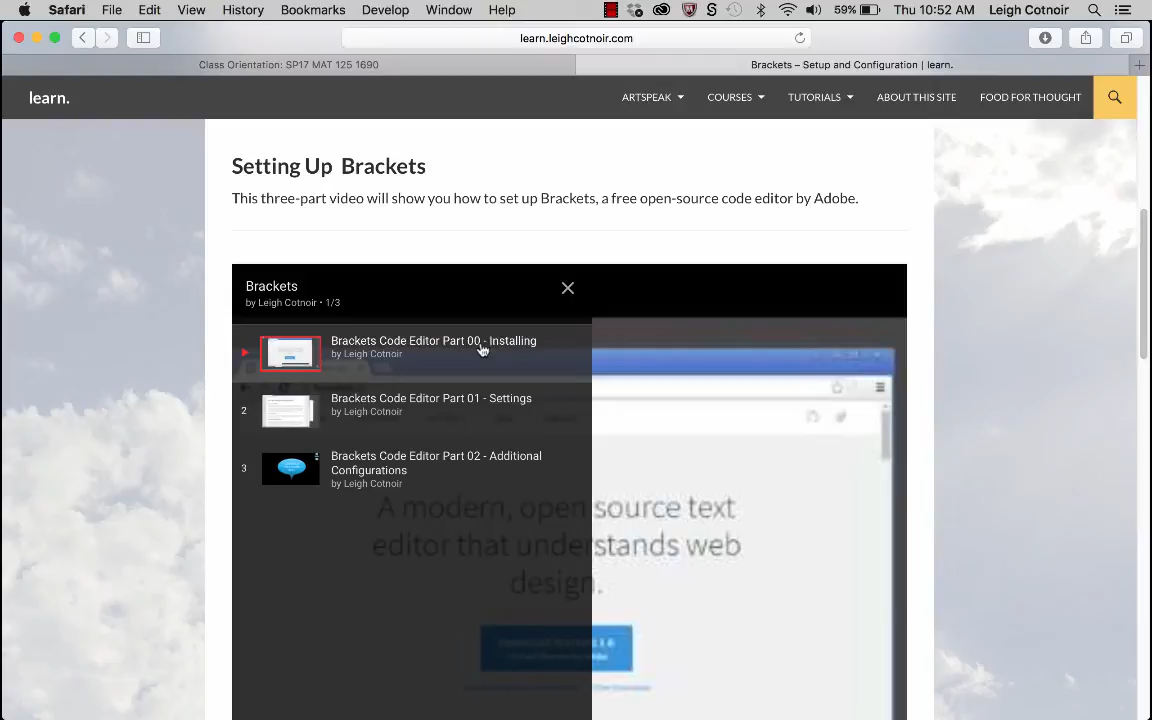 Safari File Edit View History Bookmarks Develop Window Help S 59% Thu 10:52 AM Leigh Cotnoir
learn.leighcotnoir.com
Class Orientation: SP17 MAT 125 1690
Brackets – Setup and Configuration | learn.
learn.
ARTSPEAK COURSES TUTORIALS ABOUT THIS SITE FOOD FOR THOUGHT
Setting Up Brackets
This three-part video will show you how to set up Brackets, a free open-source code editor by Adobe.
Brackets
by Leigh Cotnoir • 1/3
Brackets Code Editor Part 00 - Installing
by Leigh Cotnoir
2
Brackets Code Editor Part 01 - Settings
by Leigh Cotnoir
3
Brackets Code Editor Part 02 - Additional
Configurations
by Leigh Cotnoir
A modern, open source text
editor that understands web
design.